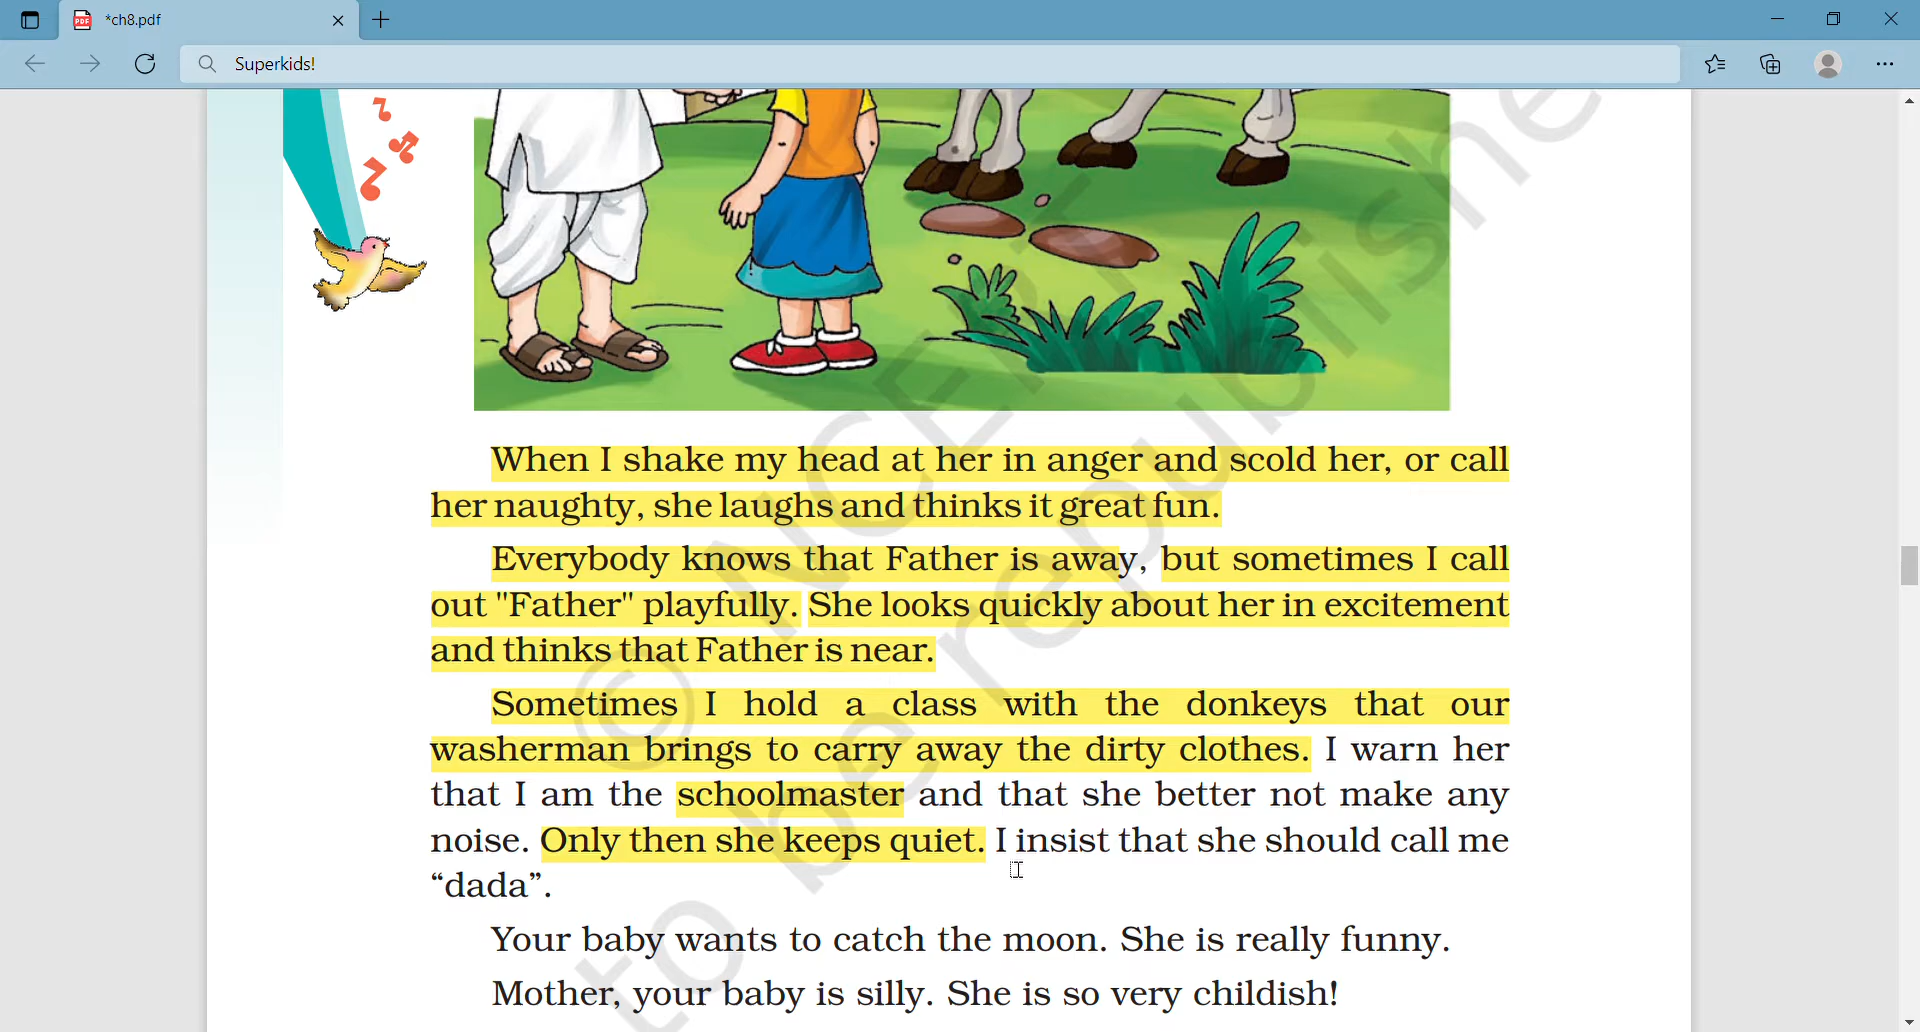 *ch8.pdf
Superkids!
When I shake my head at her in anger and scold her, or call
her naughty, she laughs and thinks it great fun.
Everybody knows that Father is away, but sometimes I call
out "Father" playfully. She looks quickly about her in excitement
and thinks that Father is near.
Sometimes I hold a class with the donkeys that our
washerman brings to carry away the dirty clothes. I warn her
that I am the schoolmaster and that she better not make any
noise. Only then she keeps quiet. I insist that she should call me
“dada”.
Your baby wants to catch the moon. She is really funny.
Mother, your baby is silly. She is so very childish!
© NCERT
to be republishe